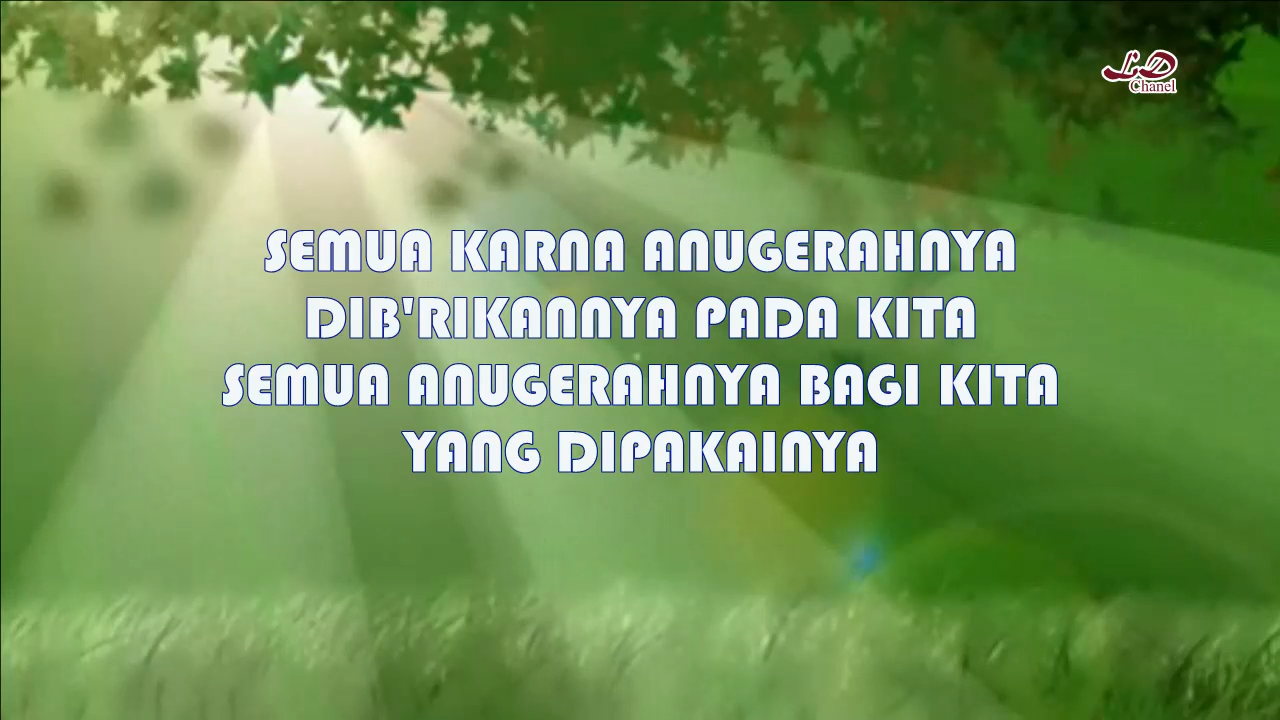 Chanel
SEMUA KARNA ANUGERAHNYA
DIB'RIKANNYA PADA KITA
SEMUA ANUGERAHNYA BAGI KITA
YANG DIPAKAINYA